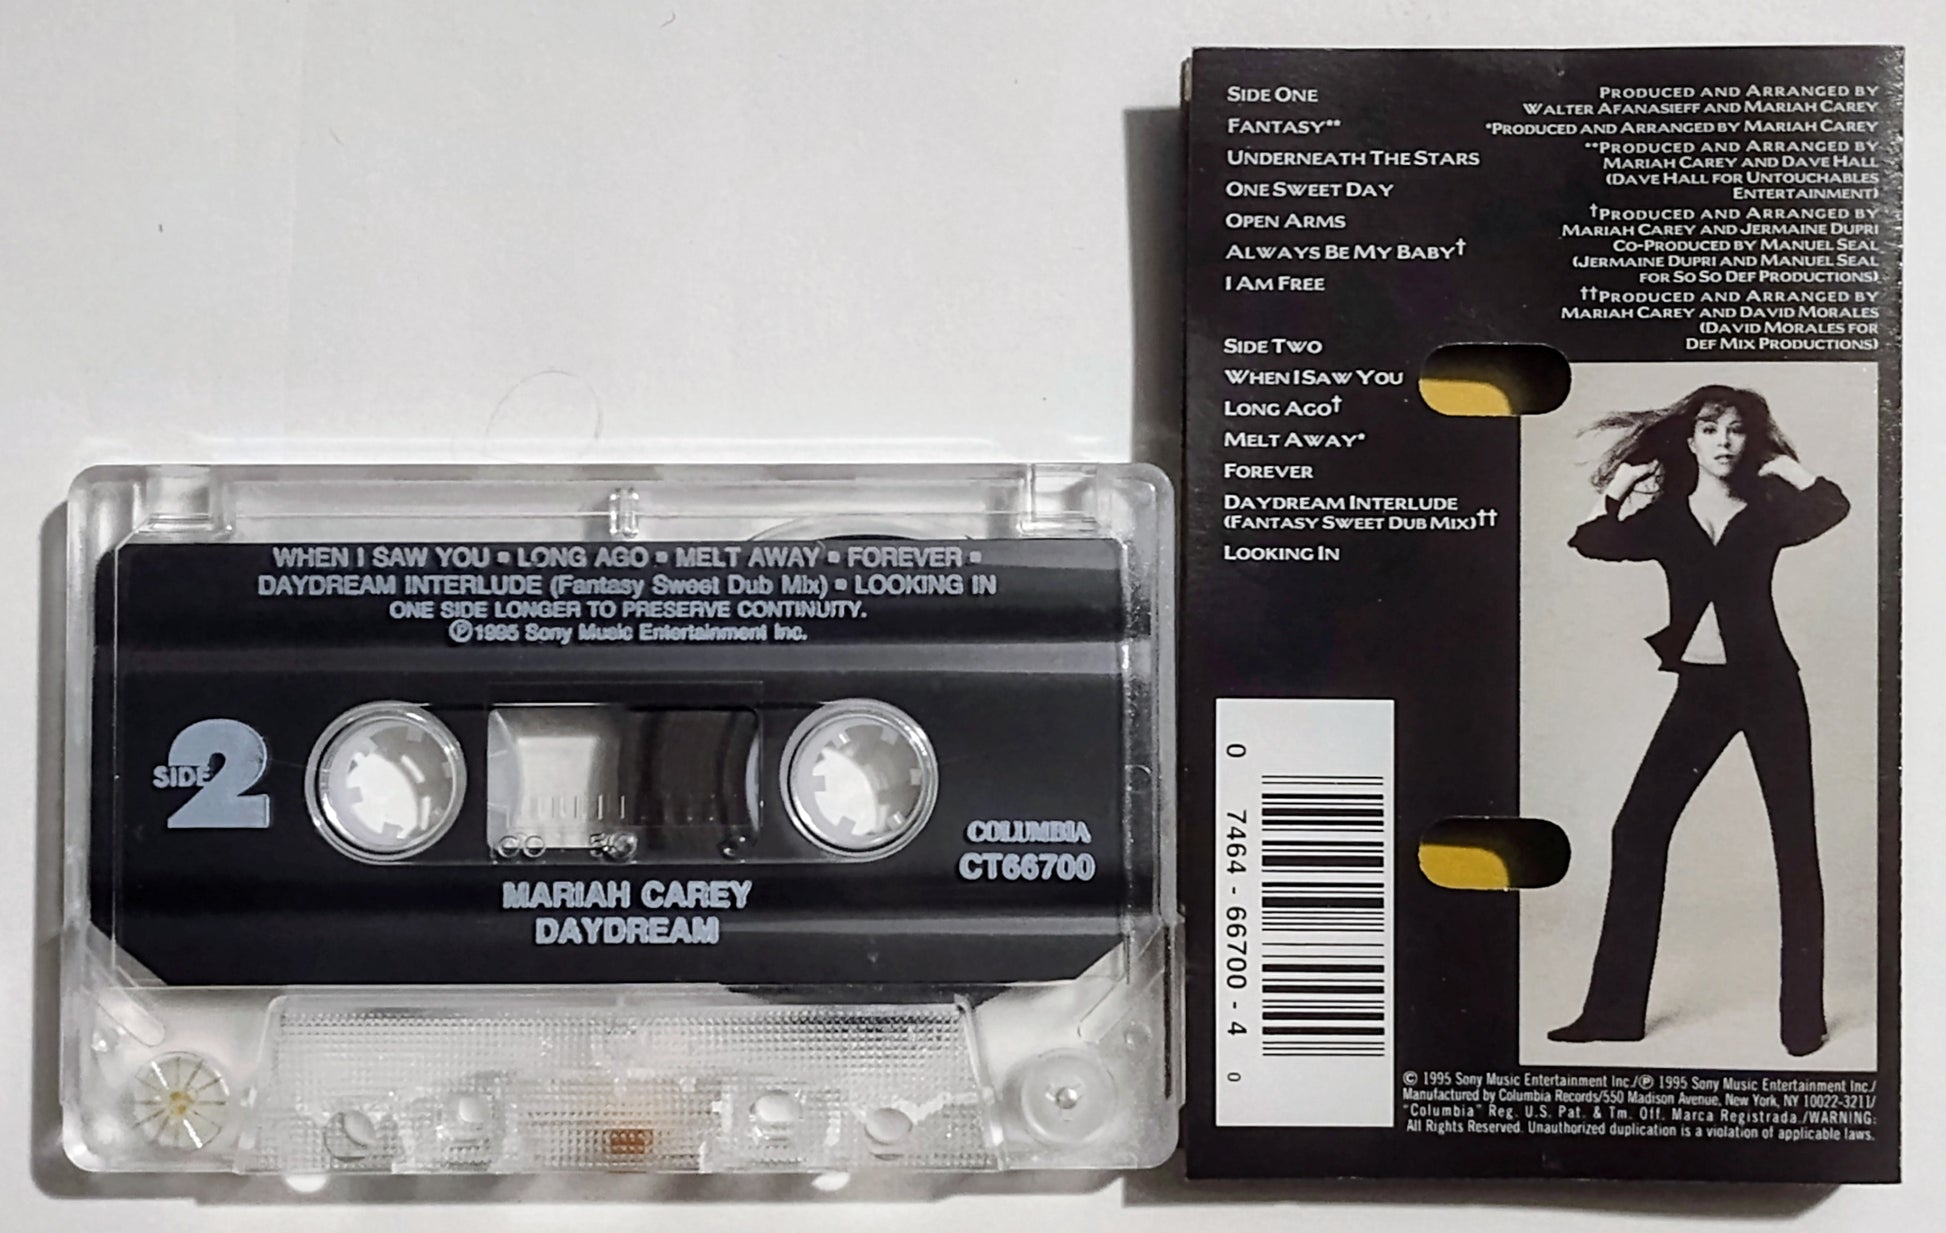 WHEN I SAW YOU ▪ LONG AGO ▪ MELT AWAY ▪ FOREVER ▪
DAYDREAM INTERLUDE (Fantasy Sweet Dub Mix) ▪ LOOKING IN
ONE SIDE LONGER TO PRESERVE CONTINUITY.
℗1995 Sony Music Entertainment Inc.
SIDE 2
50
COLUMBIA
CT66700
MARIAH CAREY
DAYDREAM
SIDE ONE
FANTASY**
UNDERNEATH THE STARS
ONE SWEET DAY
OPEN ARMS
ALWAYS BE MY BABY†
I AM FREE
SIDE TWO
WHEN I SAW YOU
LONG AGO†
MELT AWAY*
FOREVER
DAYDREAM INTERLUDE
(FANTASY SWEET DUB MIX)††
LOOKING IN
PRODUCED AND ARRANGED BY
WALTER AFANASIEFF AND MARIAH CAREY
*PRODUCED AND ARRANGED BY MARIAH CAREY
**PRODUCED AND ARRANGED BY
MARIAH CAREY AND DAVE HALL
(DAVE HALL FOR UNTOUCHABLES
ENTERTAINMENT)
†PRODUCED AND ARRANGED BY
MARIAH CAREY AND JERMAINE DUPRI
CO-PRODUCED BY MANUEL SEAL
(JERMAINE DUPRI AND MANUEL SEAL
FOR SO SO DEF PRODUCTIONS)
††PRODUCED AND ARRANGED BY
MARIAH CAREY AND DAVID MORALES
(DAVID MORALES FOR
DEF MIX PRODUCTIONS)
0 7464-66700-4 0
© 1995 Sony Music Entertainment Inc./℗ 1995 Sony Music Entertainment Inc./
Manufactured by Columbia Records/550 Madison Avenue, New York, NY 10022-3211/
"Columbia" Reg. U.S. Pat. & Tm. Off. Marca Registrada./WARNING:
All Rights Reserved. Unauthorized duplication is a violation of applicable laws.